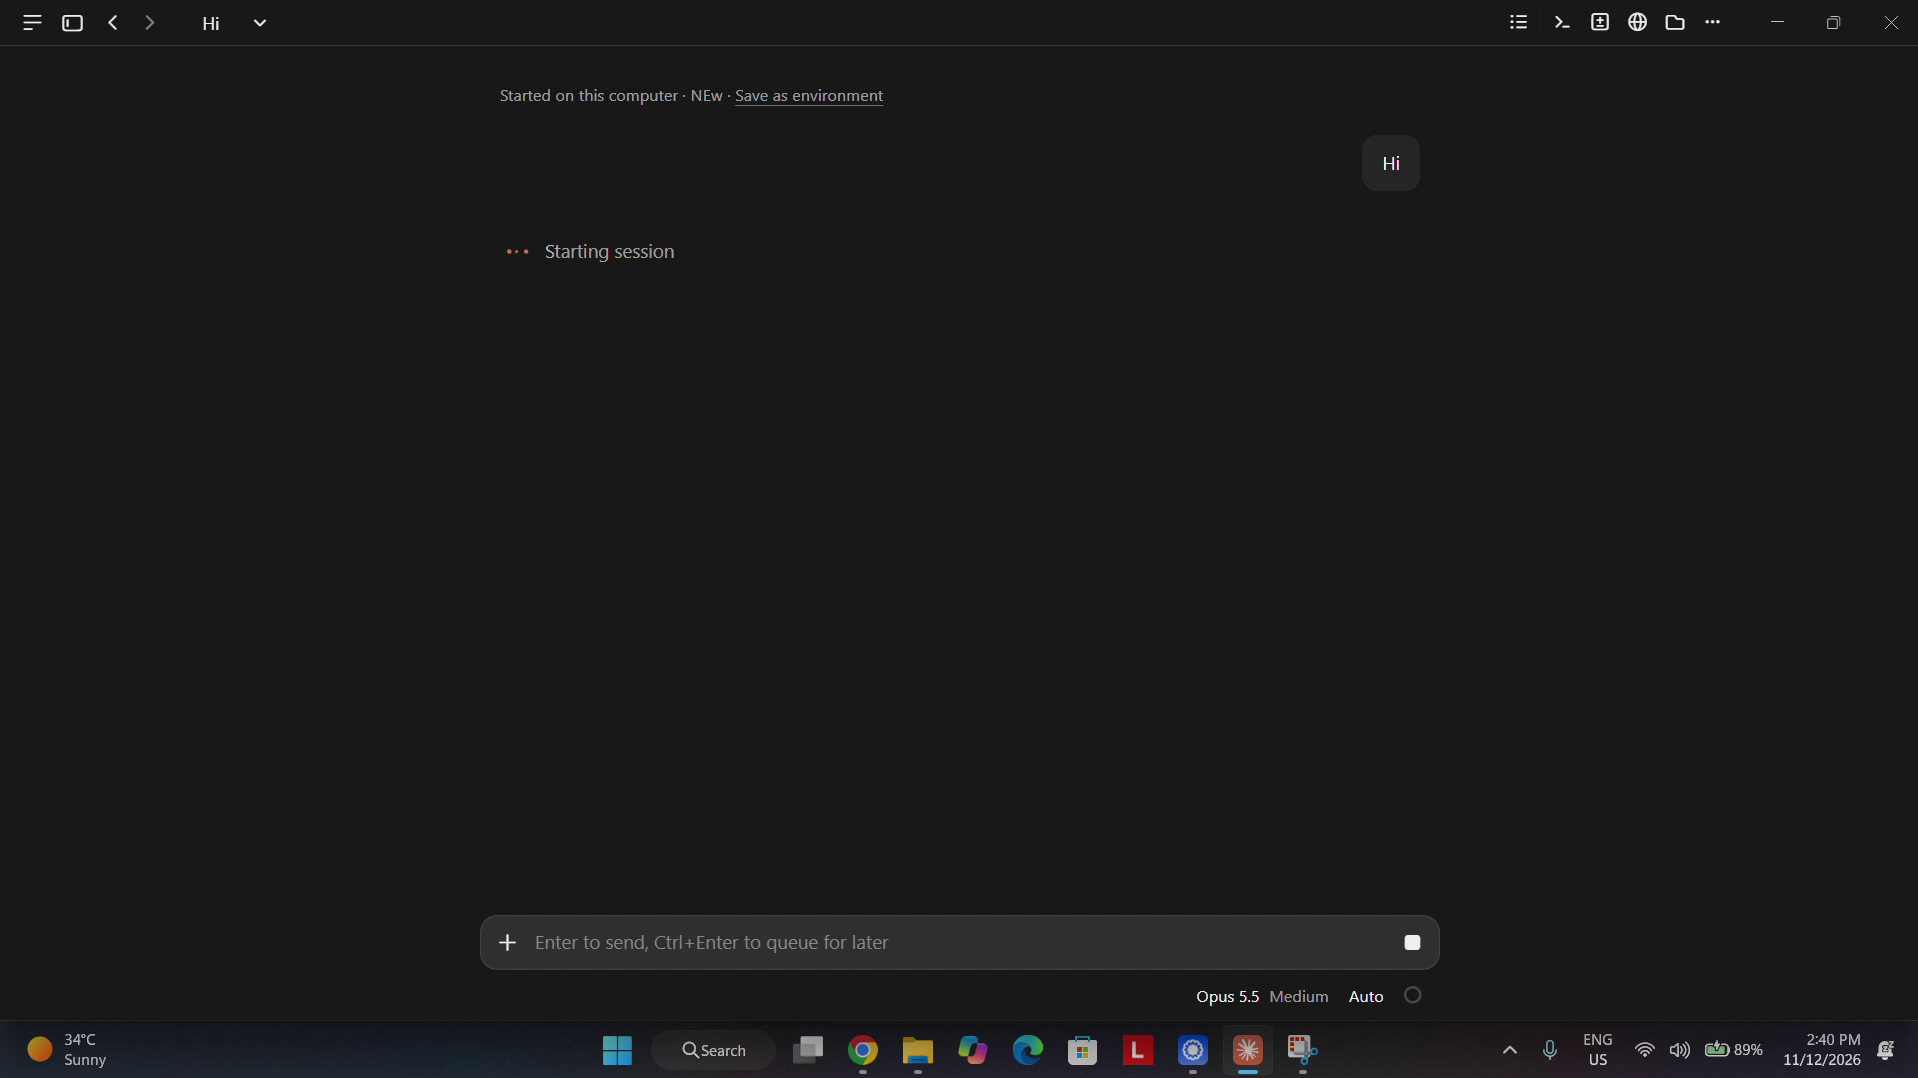 Hi
Started on this computer · NEw · Save as environment
Hi
Starting session
Enter to send, Ctrl+Enter to queue for later
Opus 5.5 Medium Auto
34°C
Sunny
Search
L
ENG
US
89%
2:40 PM
11/12/2026